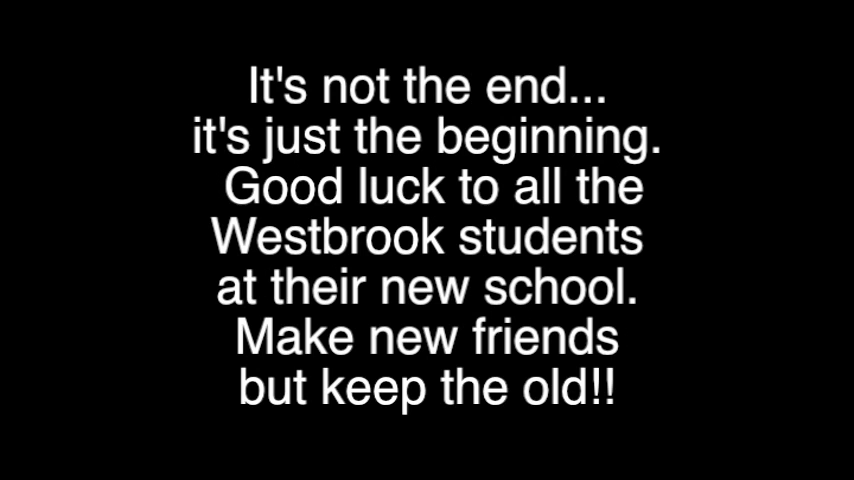 It's not the end...
it's just the beginning.
Good luck to all the
Westbrook students
at their new school.
Make new friends
but keep the old!!